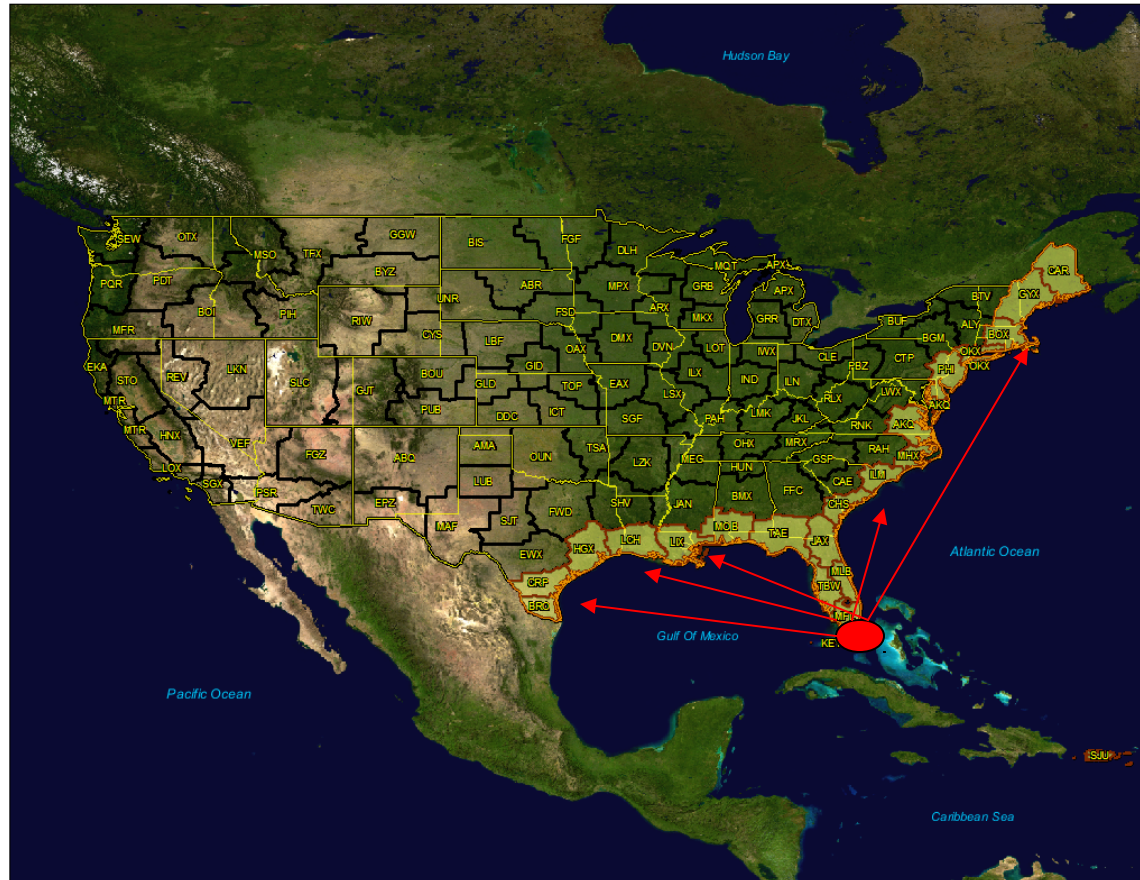 Hudson Bay
SEW
OTX
MSO
TFX
GGW
BIS
FGF
DLH
MQT
APX
CAR
PQR
PDT
BYZ
UNR
ABR
MPX
GRB
APX
BTV
GYX
MFR
BOI
PIH
RIW
CYS
FSD
ARX
MKX
GRR
DTX
BUF
ALY
BOX
EKA
STO
REV
LKN
SLC
LBF
GID
OAX
DMX
DVN
LOT
IWX
CLE
PBZ
CTP
BGM
OKX
OKX
MTR
GJT
BOU
GLD
TOP
EAX
LSX
ILX
IND
ILN
RLX
LWX
PHI
MTR
HNX
VEF
PUB
DDC
ICT
SGF
PAH
LMK
JKL
RNK
AKQ
AKQ
LOX
SGX
PSR
FGZ
ABQ
AMA
OUN
TSA
LZK
MEG
OHX
HUN
MRX
GSP
RAH
MHX
TWC
EPZ
LUB
MAF
SJT
FWD
SHV
JAN
BMX
FFC
CAE
ILM
CHS
EWX
HGX
LCH
LIX
MOB
TAE
JAX
Atlantic Ocean
CRP
BRO
TBW
MLB
MFL
Gulf Of Mexico
KE
Pacific Ocean
SJU
Caribbean Sea